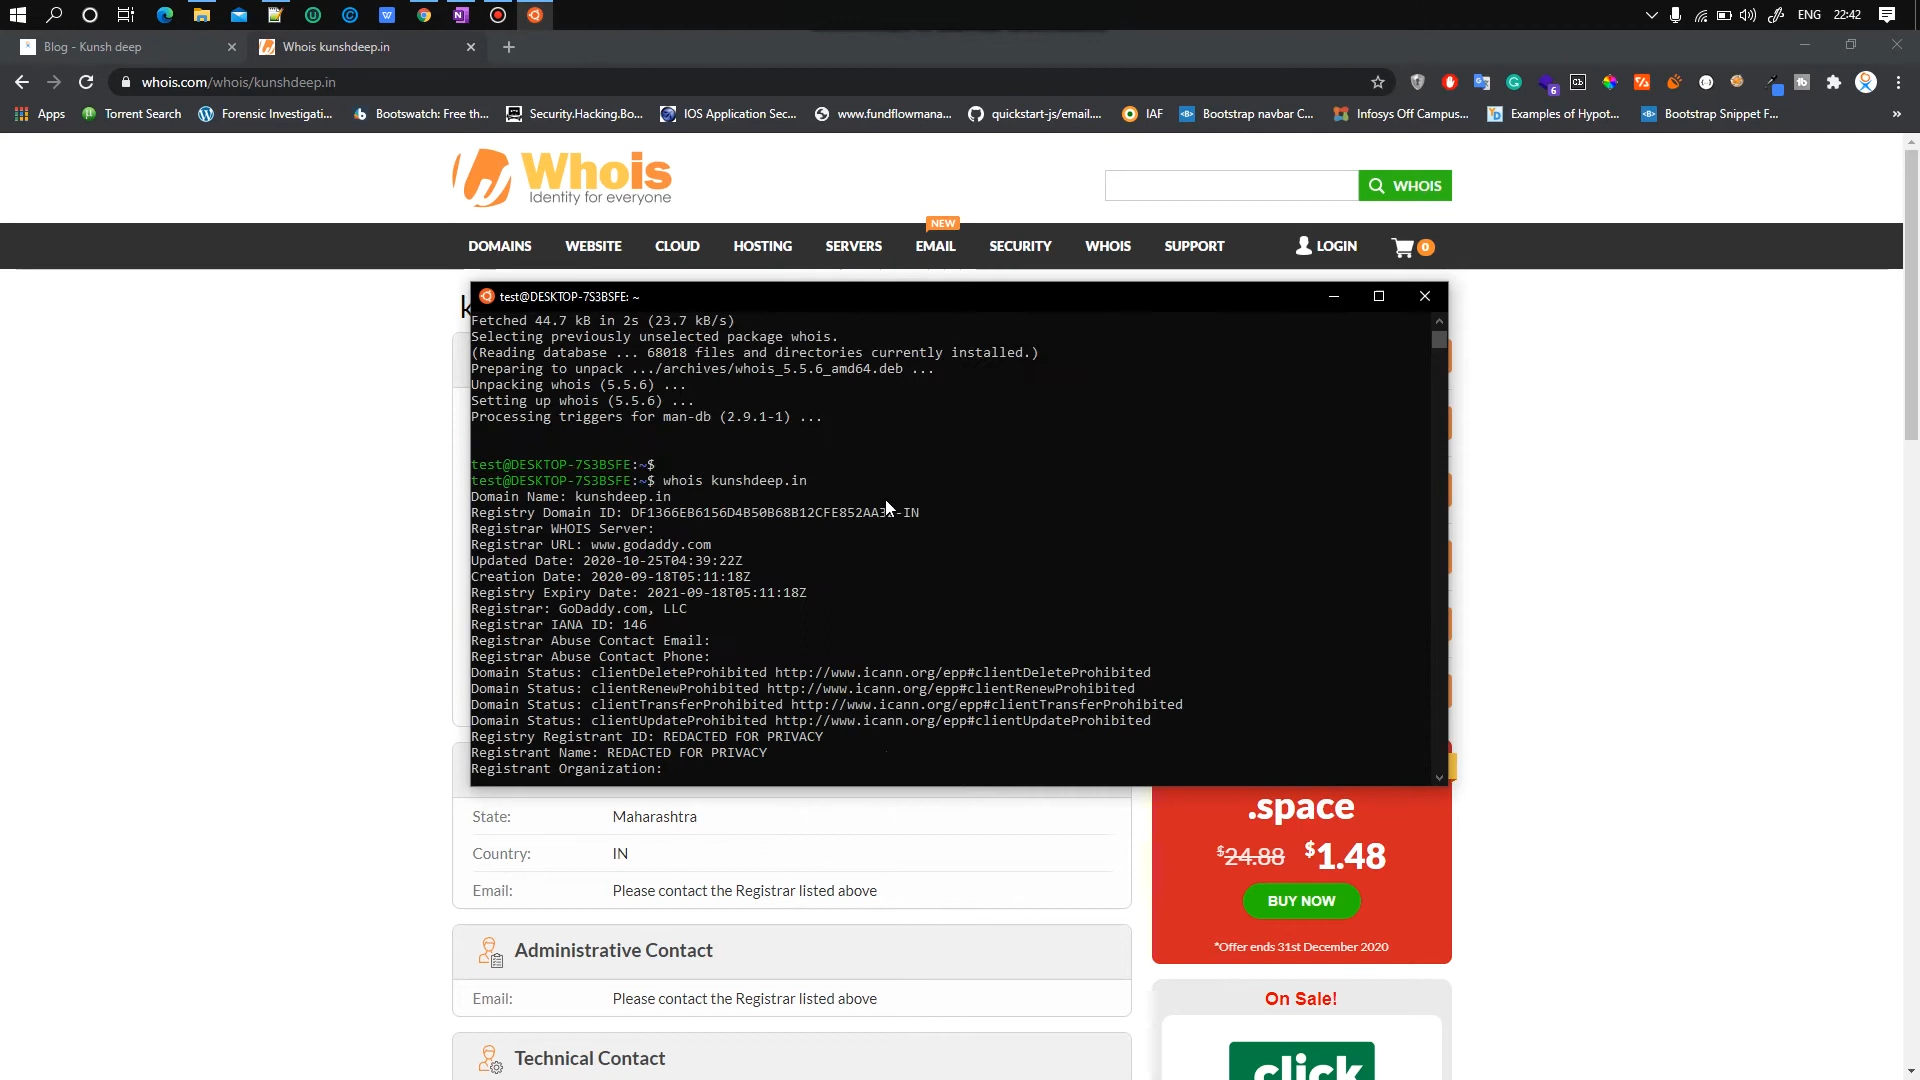 ENG
22:42
Blog - Kunsh deep
Whois kunshdeep.in
whois.com/whois/kunshdeep.in
6
Apps
Torrent Search
Forensic Investigati...
Bootswatch: Free th...
Security.Hacking.Bo...
IOS Application Sec...
www.fundflowmana...
quickstart-js/email....
IAF
Bootstrap navbar C...
Infosys Off Campus...
Examples of Hypot...
Bootstrap Snippet F...
Whois
Identity for everyone
WHOIS
NEW
DOMAINS
WEBSITE
CLOUD
HOSTING
SERVERS
EMAIL
SECURITY
WHOIS
SUPPORT
LOGIN
0
test@DESKTOP-7S3BSFE: ~
Fetched 44.7 kB in 2s (23.7 kB/s)
Selecting previously unselected package whois.
(Reading database ... 68018 files and directories currently installed.)
Preparing to unpack .../archives/whois_5.5.6_amd64.deb ...
Unpacking whois (5.5.6) ...
Setting up whois (5.5.6) ...
Processing triggers for man-db (2.9.1-1) ...
test@DESKTOP-7S3BSFE:~$
test@DESKTOP-7S3BSFE:~$ whois kunshdeep.in
Domain Name: kunshdeep.in
Registry Domain ID:
Registrar WHOIS Server:
Registrar URL: www.godaddy.com
Updated Date: 2020-10-25T04:39:22Z
Creation Date: 2020-09-18T05:11:18Z
Registry Expiry Date: 2021-09-18T05:11:18Z
Registrar: GoDaddy.com, LLC
Registrar IANA ID: 146
Registrar Abuse Contact Email:
Registrar Abuse Contact Phone:
Domain Status: clientDeleteProhibited http://www.icann.org/epp#clientDeleteProhibited
Domain Status: clientRenewProhibited http://www.icann.org/epp#clientRenewProhibited
Domain Status: clientTransferProhibited http://www.icann.org/epp#clientTransferProhibited
Domain Status: clientUpdateProhibited http://www.icann.org/epp#clientUpdateProhibited
Registry Registrant ID: REDACTED FOR PRIVACY
Registrant Name: REDACTED FOR PRIVACY
Registrant Organization:
State: Maharashtra
Country: IN
Email: Please contact the Registrar listed above
Administrative Contact
Email: Please contact the Registrar listed above
Technical Contact
.space
$24.88 $1.48
BUY NOW
*Offer ends 31st December 2020
On Sale!
click